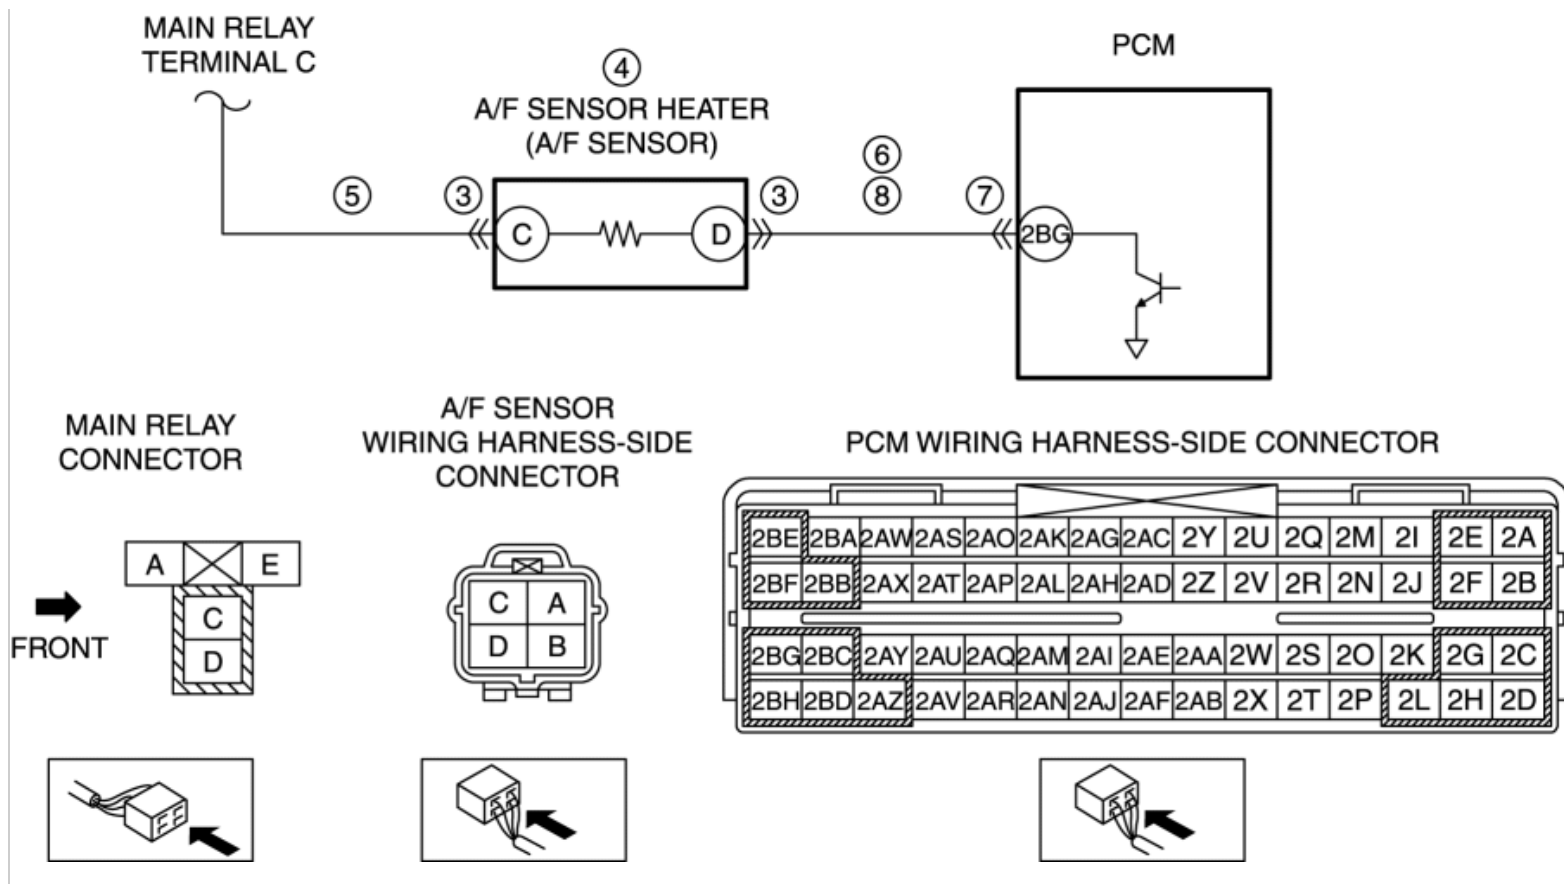 MAIN RELAY
TERMINAL C
4
A/F SENSOR HEATER
(A/F SENSOR)
PCM
5
3
3
6
8
7
C
D
2BG
MAIN RELAY
CONNECTOR
A/F SENSOR
WIRING HARNESS-SIDE
CONNECTOR
PCM WIRING HARNESS-SIDE CONNECTOR
A E
C
D
FRONT
C A
D B
2BE 2BA 2AW 2AS 2AO 2AK 2AG 2AC 2Y 2U 2Q 2M 2I 2E 2A
2BF 2BB 2AX 2AT 2AP 2AL 2AH 2AD 2Z 2V 2R 2N 2J 2F 2B
2BG 2BC 2AY 2AU 2AQ 2AM 2AI 2AE 2AA 2W 2S 2O 2K 2G 2C
2BH 2BD 2AZ 2AV 2AR 2AN 2AJ 2AF 2AB 2X 2T 2P 2L 2H 2D